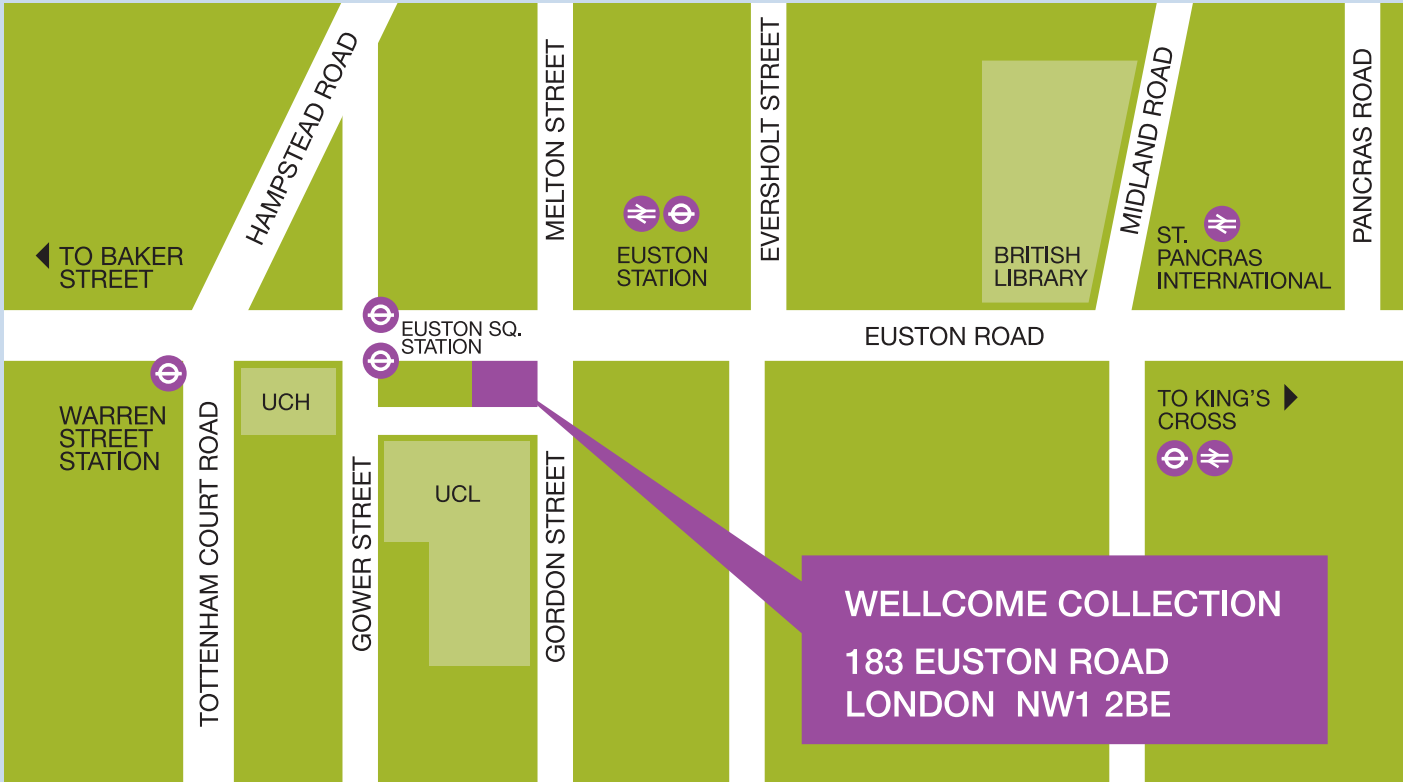 HAMPSTEAD ROAD
MELTON STREET
EVERSHOLT STREET
MIDLAND ROAD
PANCRAS ROAD
TO BAKER
STREET
EUSTON
STATION
BRITISH
LIBRARY
ST.
PANCRAS
INTERNATIONAL
EUSTON SQ.
STATION
EUSTON ROAD
WARREN
STREET
STATION
TOTTENHAM COURT ROAD
UCH
GOWER STREET
UCL
GORDON STREET
TO KING'S
CROSS
WELLCOME COLLECTION
183 EUSTON ROAD
LONDON NW1 2BE